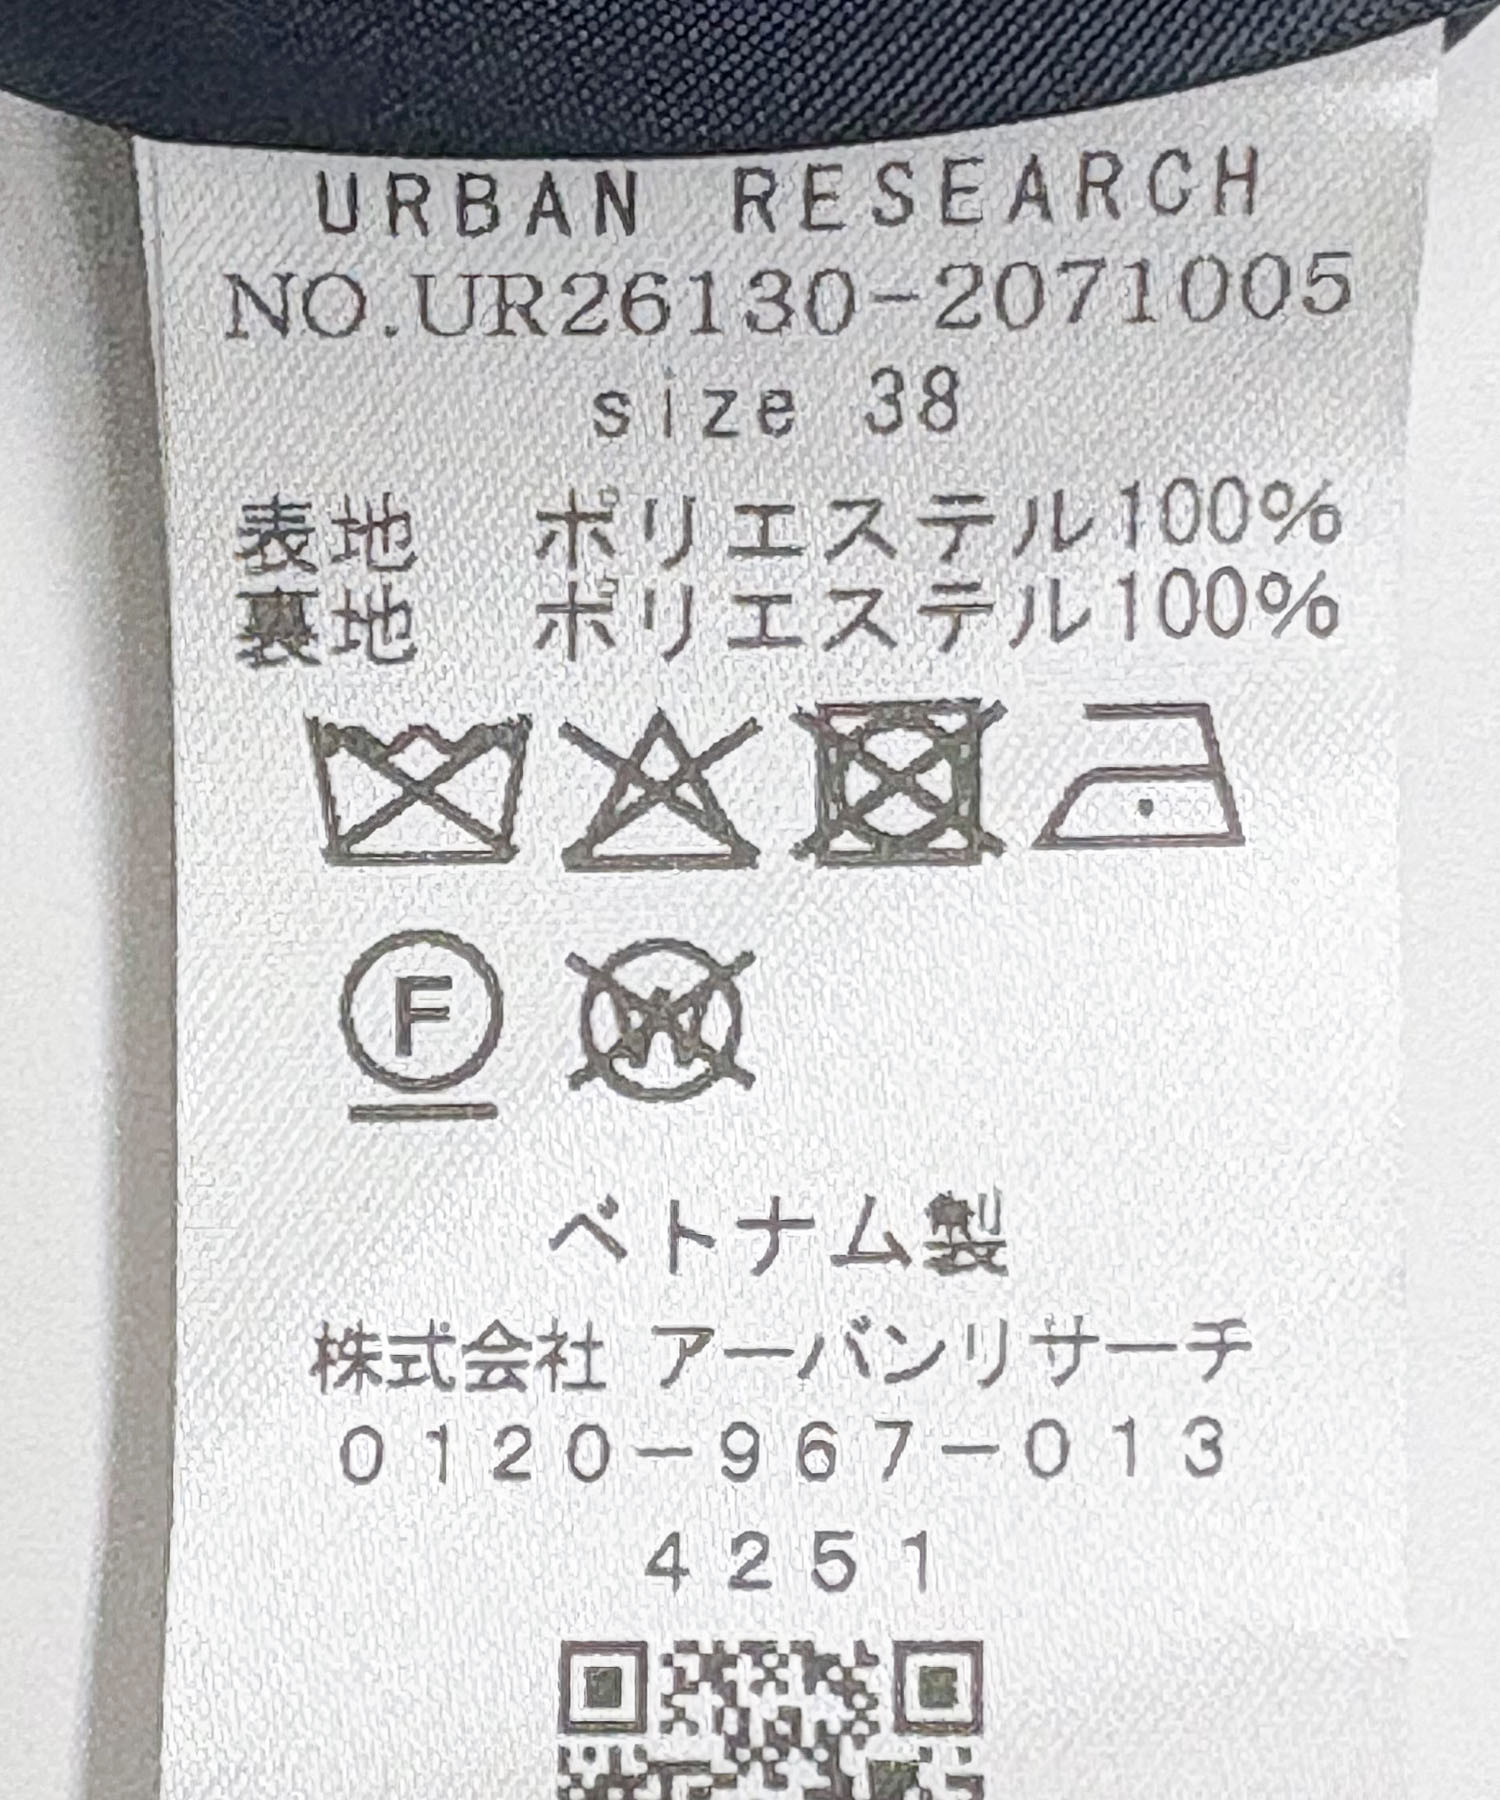 URBAN RESEARCH
NO.UR26130-2071005
size 38
表地 ポリエステル100%
裏地 ポリエステル100%
F
W
ベトナム製
株式会社 アーバンリサーチ
0120-967-013
4251